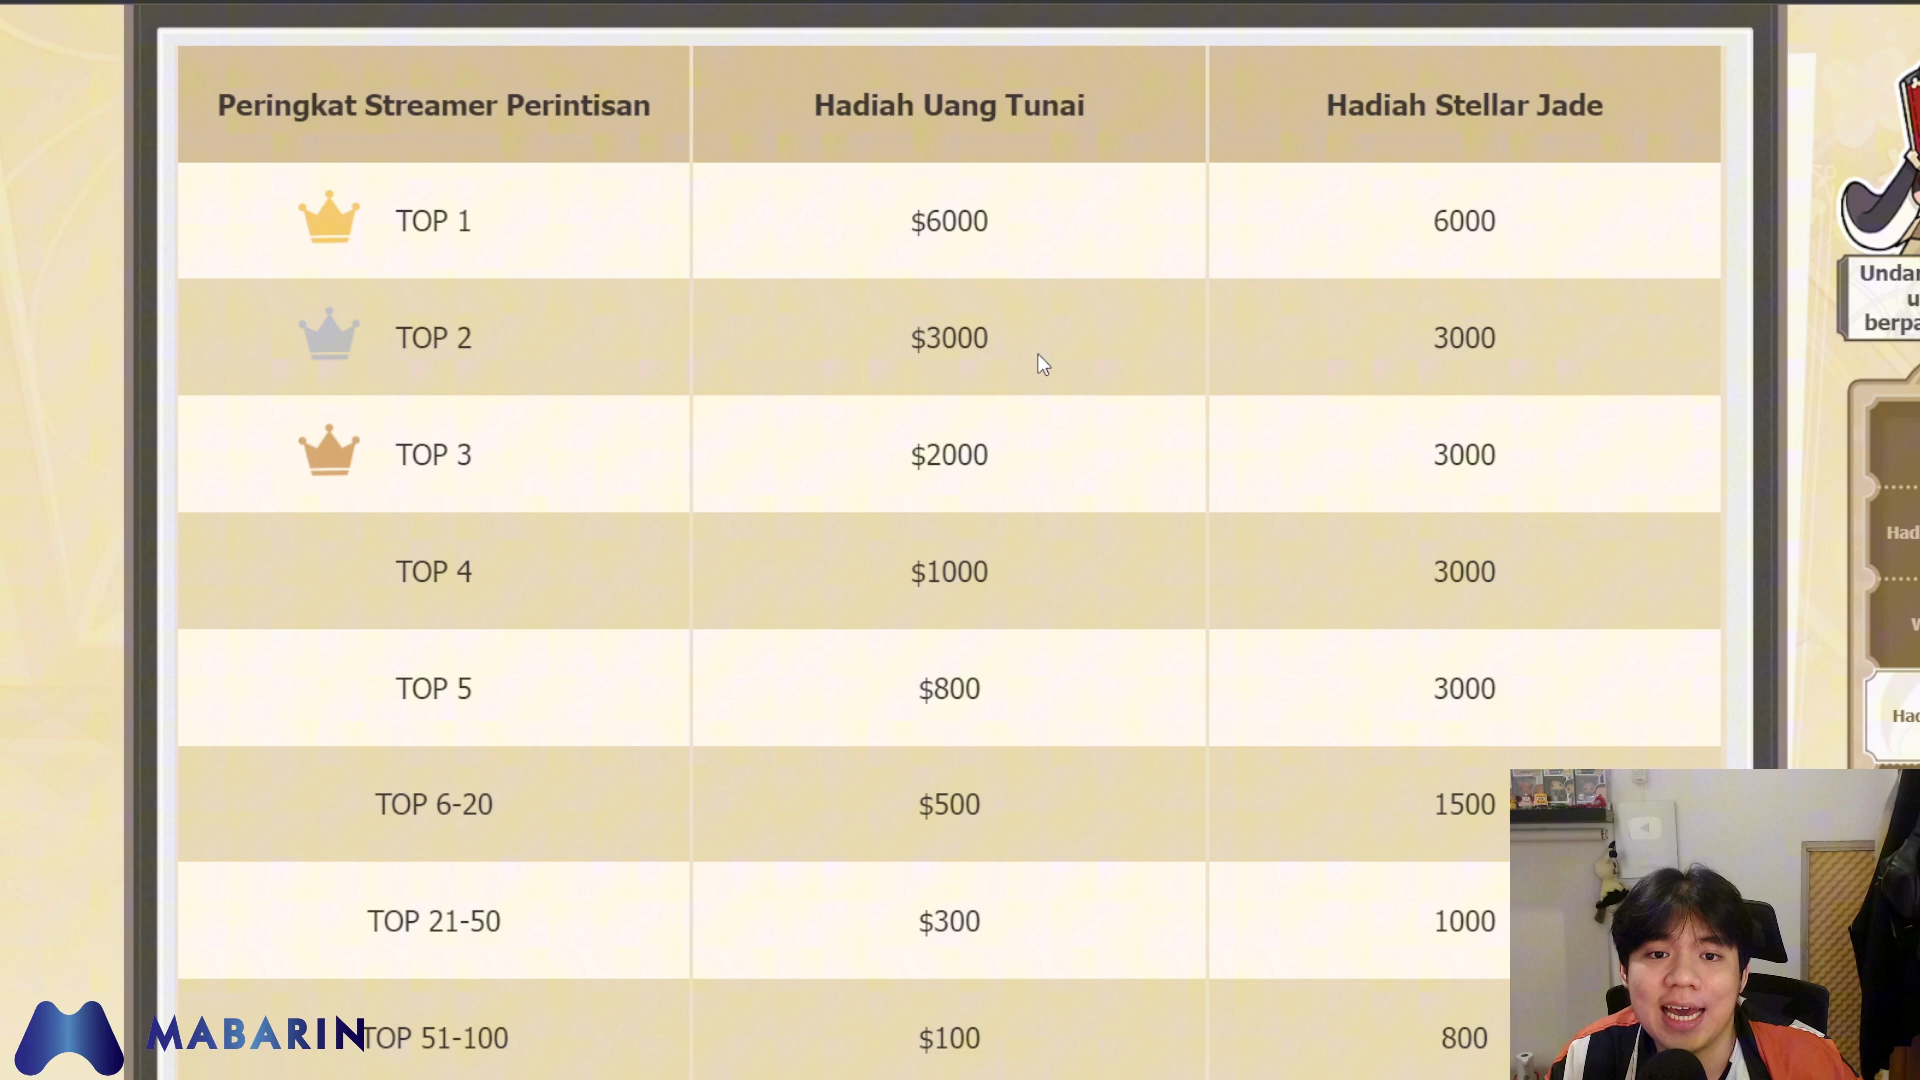 Peringkat Streamer Perintisan Hadiah Uang Tunai Hadiah Stellar Jade
TOP 1 $6000 6000
TOP 2 $3000 3000
TOP 3 $2000 3000
TOP 4 $1000 3000
TOP 5 $800 3000
TOP 6-20 $500 1500
TOP 21-50 $300 1000
TOP 51-100 $100 800
MABARIN